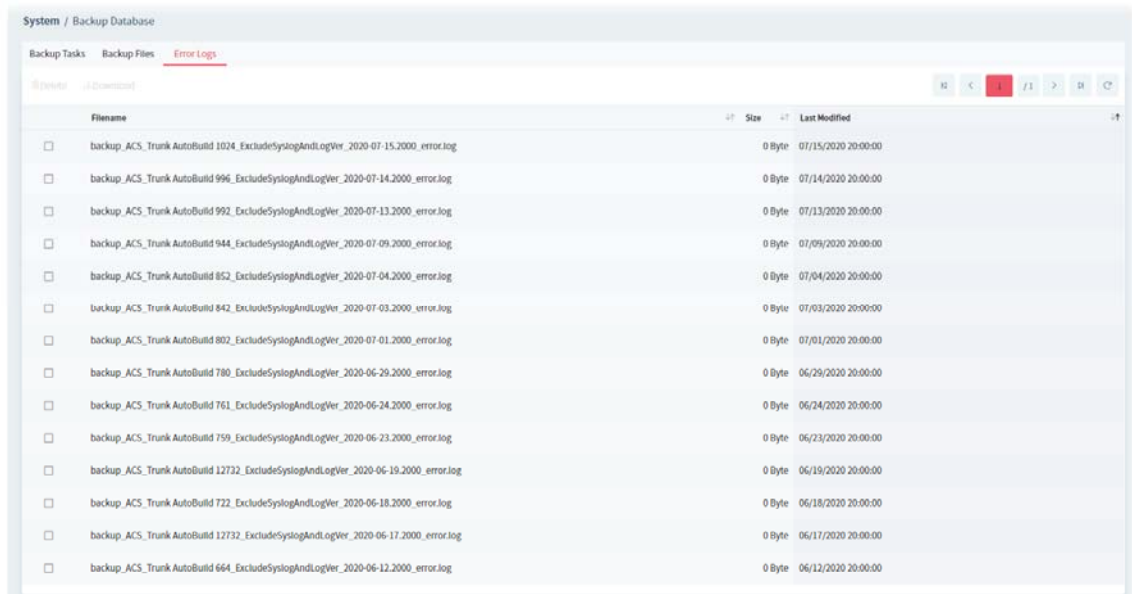 System / Backup Database
Backup Tasks Backup Files Error Logs
Delete Download
1 / 1
Filename Size Last Modified
backup_ACS_Trunk AutoBuild 1024_ExcludeSyslogAndLogVer_2020-07-15.2000_error.log 0 Byte 07/15/2020 20:00:00
backup_ACS_Trunk AutoBuild 996_ExcludeSyslogAndLogVer_2020-07-14.2000_error.log 0 Byte 07/14/2020 20:00:00
backup_ACS_Trunk AutoBuild 992_ExcludeSyslogAndLogVer_2020-07-13.2000_error.log 0 Byte 07/13/2020 20:00:00
backup_ACS_Trunk AutoBuild 944_ExcludeSyslogAndLogVer_2020-07-09.2000_error.log 0 Byte 07/09/2020 20:00:00
backup_ACS_Trunk AutoBuild 852_ExcludeSyslogAndLogVer_2020-07-04.2000_error.log 0 Byte 07/04/2020 20:00:00
backup_ACS_Trunk AutoBuild 842_ExcludeSyslogAndLogVer_2020-07-03.2000_error.log 0 Byte 07/03/2020 20:00:00
backup_ACS_Trunk AutoBuild 802_ExcludeSyslogAndLogVer_2020-07-01.2000_error.log 0 Byte 07/01/2020 20:00:00
backup_ACS_Trunk AutoBuild 780_ExcludeSyslogAndLogVer_2020-06-29.2000_error.log 0 Byte 06/29/2020 20:00:00
backup_ACS_Trunk AutoBuild 761_ExcludeSyslogAndLogVer_2020-06-24.2000_error.log 0 Byte 06/24/2020 20:00:00
backup_ACS_Trunk AutoBuild 759_ExcludeSyslogAndLogVer_2020-06-23.2000_error.log 0 Byte 06/23/2020 20:00:00
backup_ACS_Trunk AutoBuild 12732_ExcludeSyslogAndLogVer_2020-06-19.2000_error.log 0 Byte 06/19/2020 20:00:00
backup_ACS_Trunk AutoBuild 722_ExcludeSyslogAndLogVer_2020-06-18.2000_error.log 0 Byte 06/18/2020 20:00:00
backup_ACS_Trunk AutoBuild 12732_ExcludeSyslogAndLogVer_2020-06-17.2000_error.log 0 Byte 06/17/2020 20:00:00
backup_ACS_Trunk AutoBuild 664_ExcludeSyslogAndLogVer_2020-06-12.2000_error.log 0 Byte 06/12/2020 20:00:00